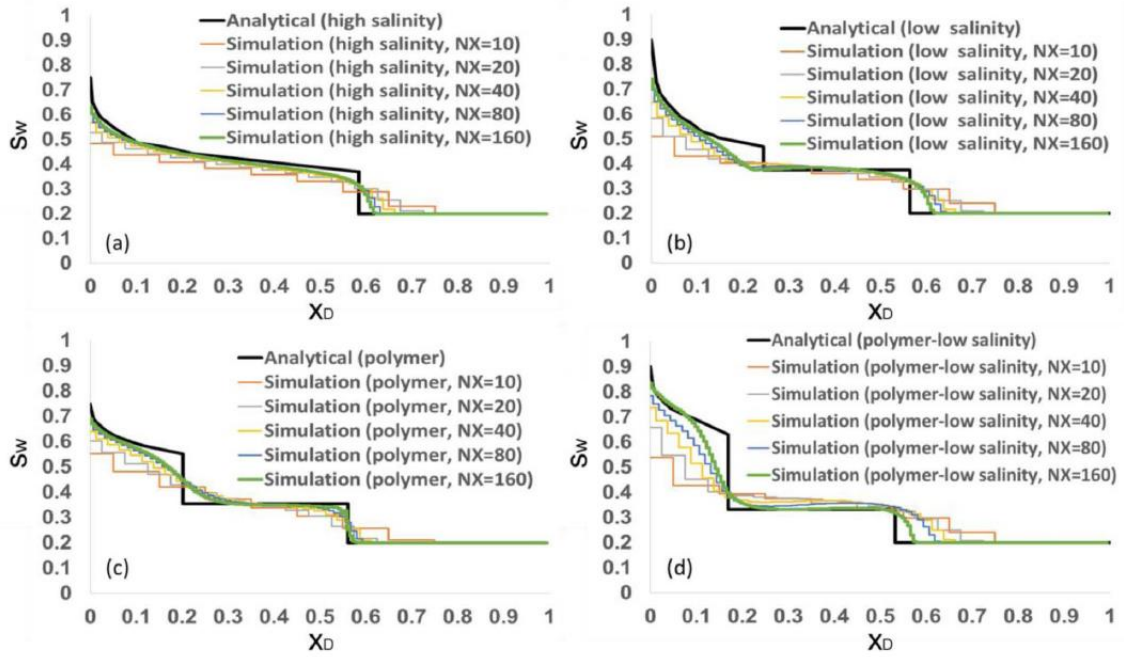 Analytical (high salinity)
Simulation (high salinity, NX=10)
Simulation (high salinity, NX=20)
Simulation (high salinity, NX=40)
Simulation (high salinity, NX=80)
Simulation (high salinity, NX=160)
1
0.9
0.8
0.7
0.6
0.5
0.4
0.3
0.2
0.1
0
Sw
(a)
0 0.1 0.2 0.3 0.4 0.5 0.6 0.7 0.8 0.9 1
XD
Analytical (low salinity)
Simulation (low salinity, NX=10)
Simulation (low salinity, NX=20)
Simulation (low salinity, NX=40)
Simulation (low salinity, NX=80)
Simulation (low salinity, NX=160)
1
0.9
0.8
0.7
0.6
0.5
0.4
0.3
0.2
0.1
0
Sw
(b)
0 0.1 0.2 0.3 0.4 0.5 0.6 0.7 0.8 0.9 1
XD
Analytical (polymer)
Simulation (polymer, NX=10)
Simulation (polymer, NX=20)
Simulation (polymer, NX=40)
Simulation (polymer, NX=80)
Simulation (polymer, NX=160)
1
0.9
0.8
0.7
0.6
0.5
0.4
0.3
0.2
0.1
0
Sw
(c)
0 0.1 0.2 0.3 0.4 0.5 0.6 0.7 0.8 0.9 1
XD
Analytical (polymer-low salinity)
Simulation (polymer-low salinity, NX=10)
Simulation (polymer-low salinity, NX=20)
Simulation (polymer-low salinity, NX=40)
Simulation (polymer-low salinity, NX=80)
Simulation (polymer-low salinity, NX=160)
1
0.9
0.8
0.7
0.6
0.5
0.4
0.3
0.2
0.1
0
Sw
(d)
0 0.1 0.2 0.3 0.4 0.5 0.6 0.7 0.8 0.9 1
XD